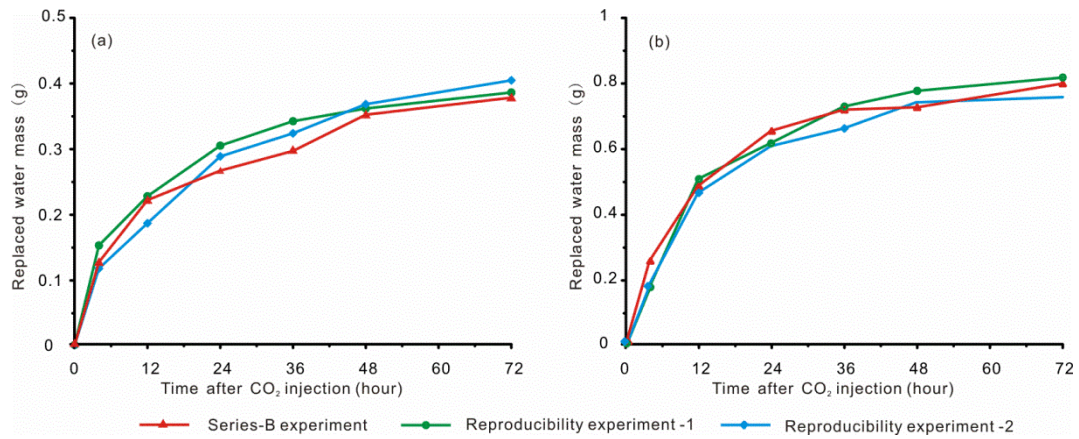 (a)
Replaced water mass (g)
0.5
0.4
0.3
0.2
0.1
0
0 12 24 36 48 60 72
Time after CO₂ injection (hour)
(b)
Replaced water mass (g)
1
0.8
0.6
0.4
0.2
0
0 12 24 36 48 60 72
Time after CO₂ injection (hour)
Series-B experiment Reproducibility experiment -1 Reproducibility experiment -2